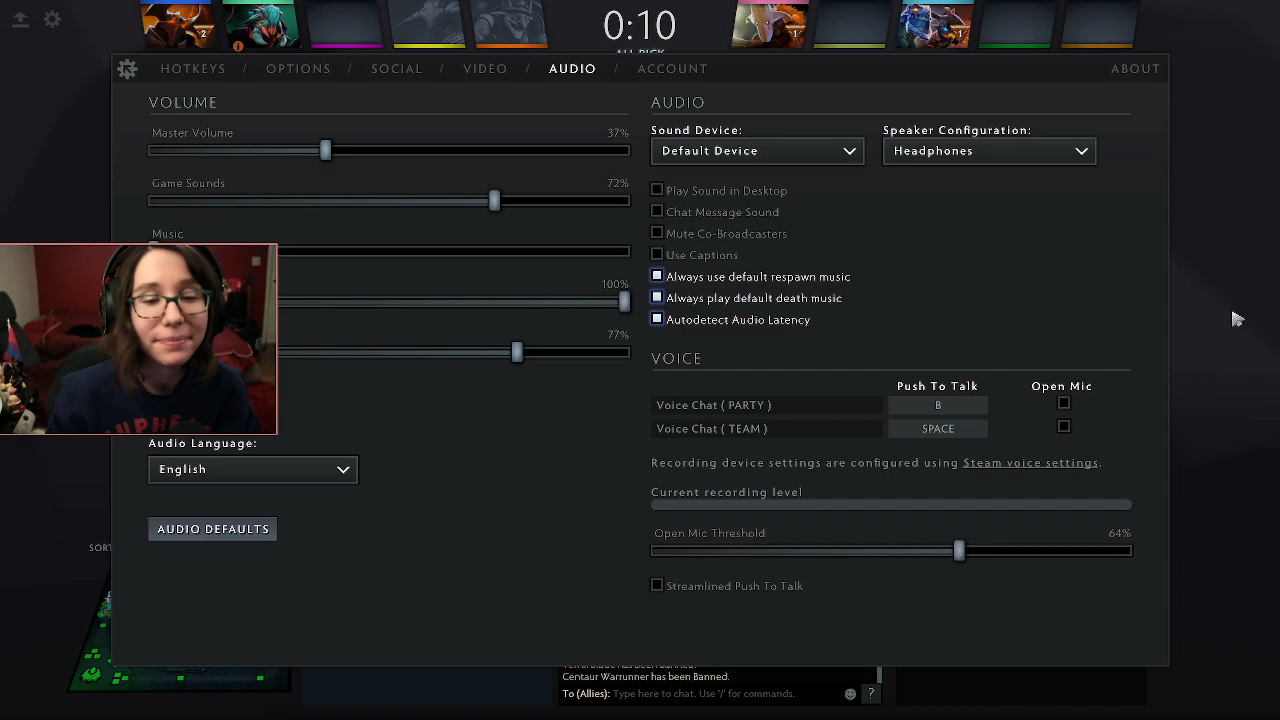 0:10
2
1
1
ALL PICK
HOTKEYS / OPTIONS / SOCIAL / VIDEO / AUDIO / ACCOUNT
ABOUT
VOLUME
Master Volume 37%
Game Sounds 72%
Music
100%
77%
Audio Language:
English
AUDIO DEFAULTS
AUDIO
Sound Device: Speaker Configuration:
Default Device Headphones
Play Sound in Desktop
Chat Message Sound
Mute Co-Broadcasters
Use Captions
Always use default respawn music
Always play default death music
Autodetect Audio Latency
VOICE
Push To Talk Open Mic
Voice Chat ( PARTY ) B
Voice Chat ( TEAM ) SPACE
Recording device settings are configured using Steam voice settings.
Current recording level
Open Mic Threshold 64%
Streamlined Push To Talk
SORT
Centaur Warrunner has been Banned.
To (Allies): Type here to chat. Use '/' for commands. ?